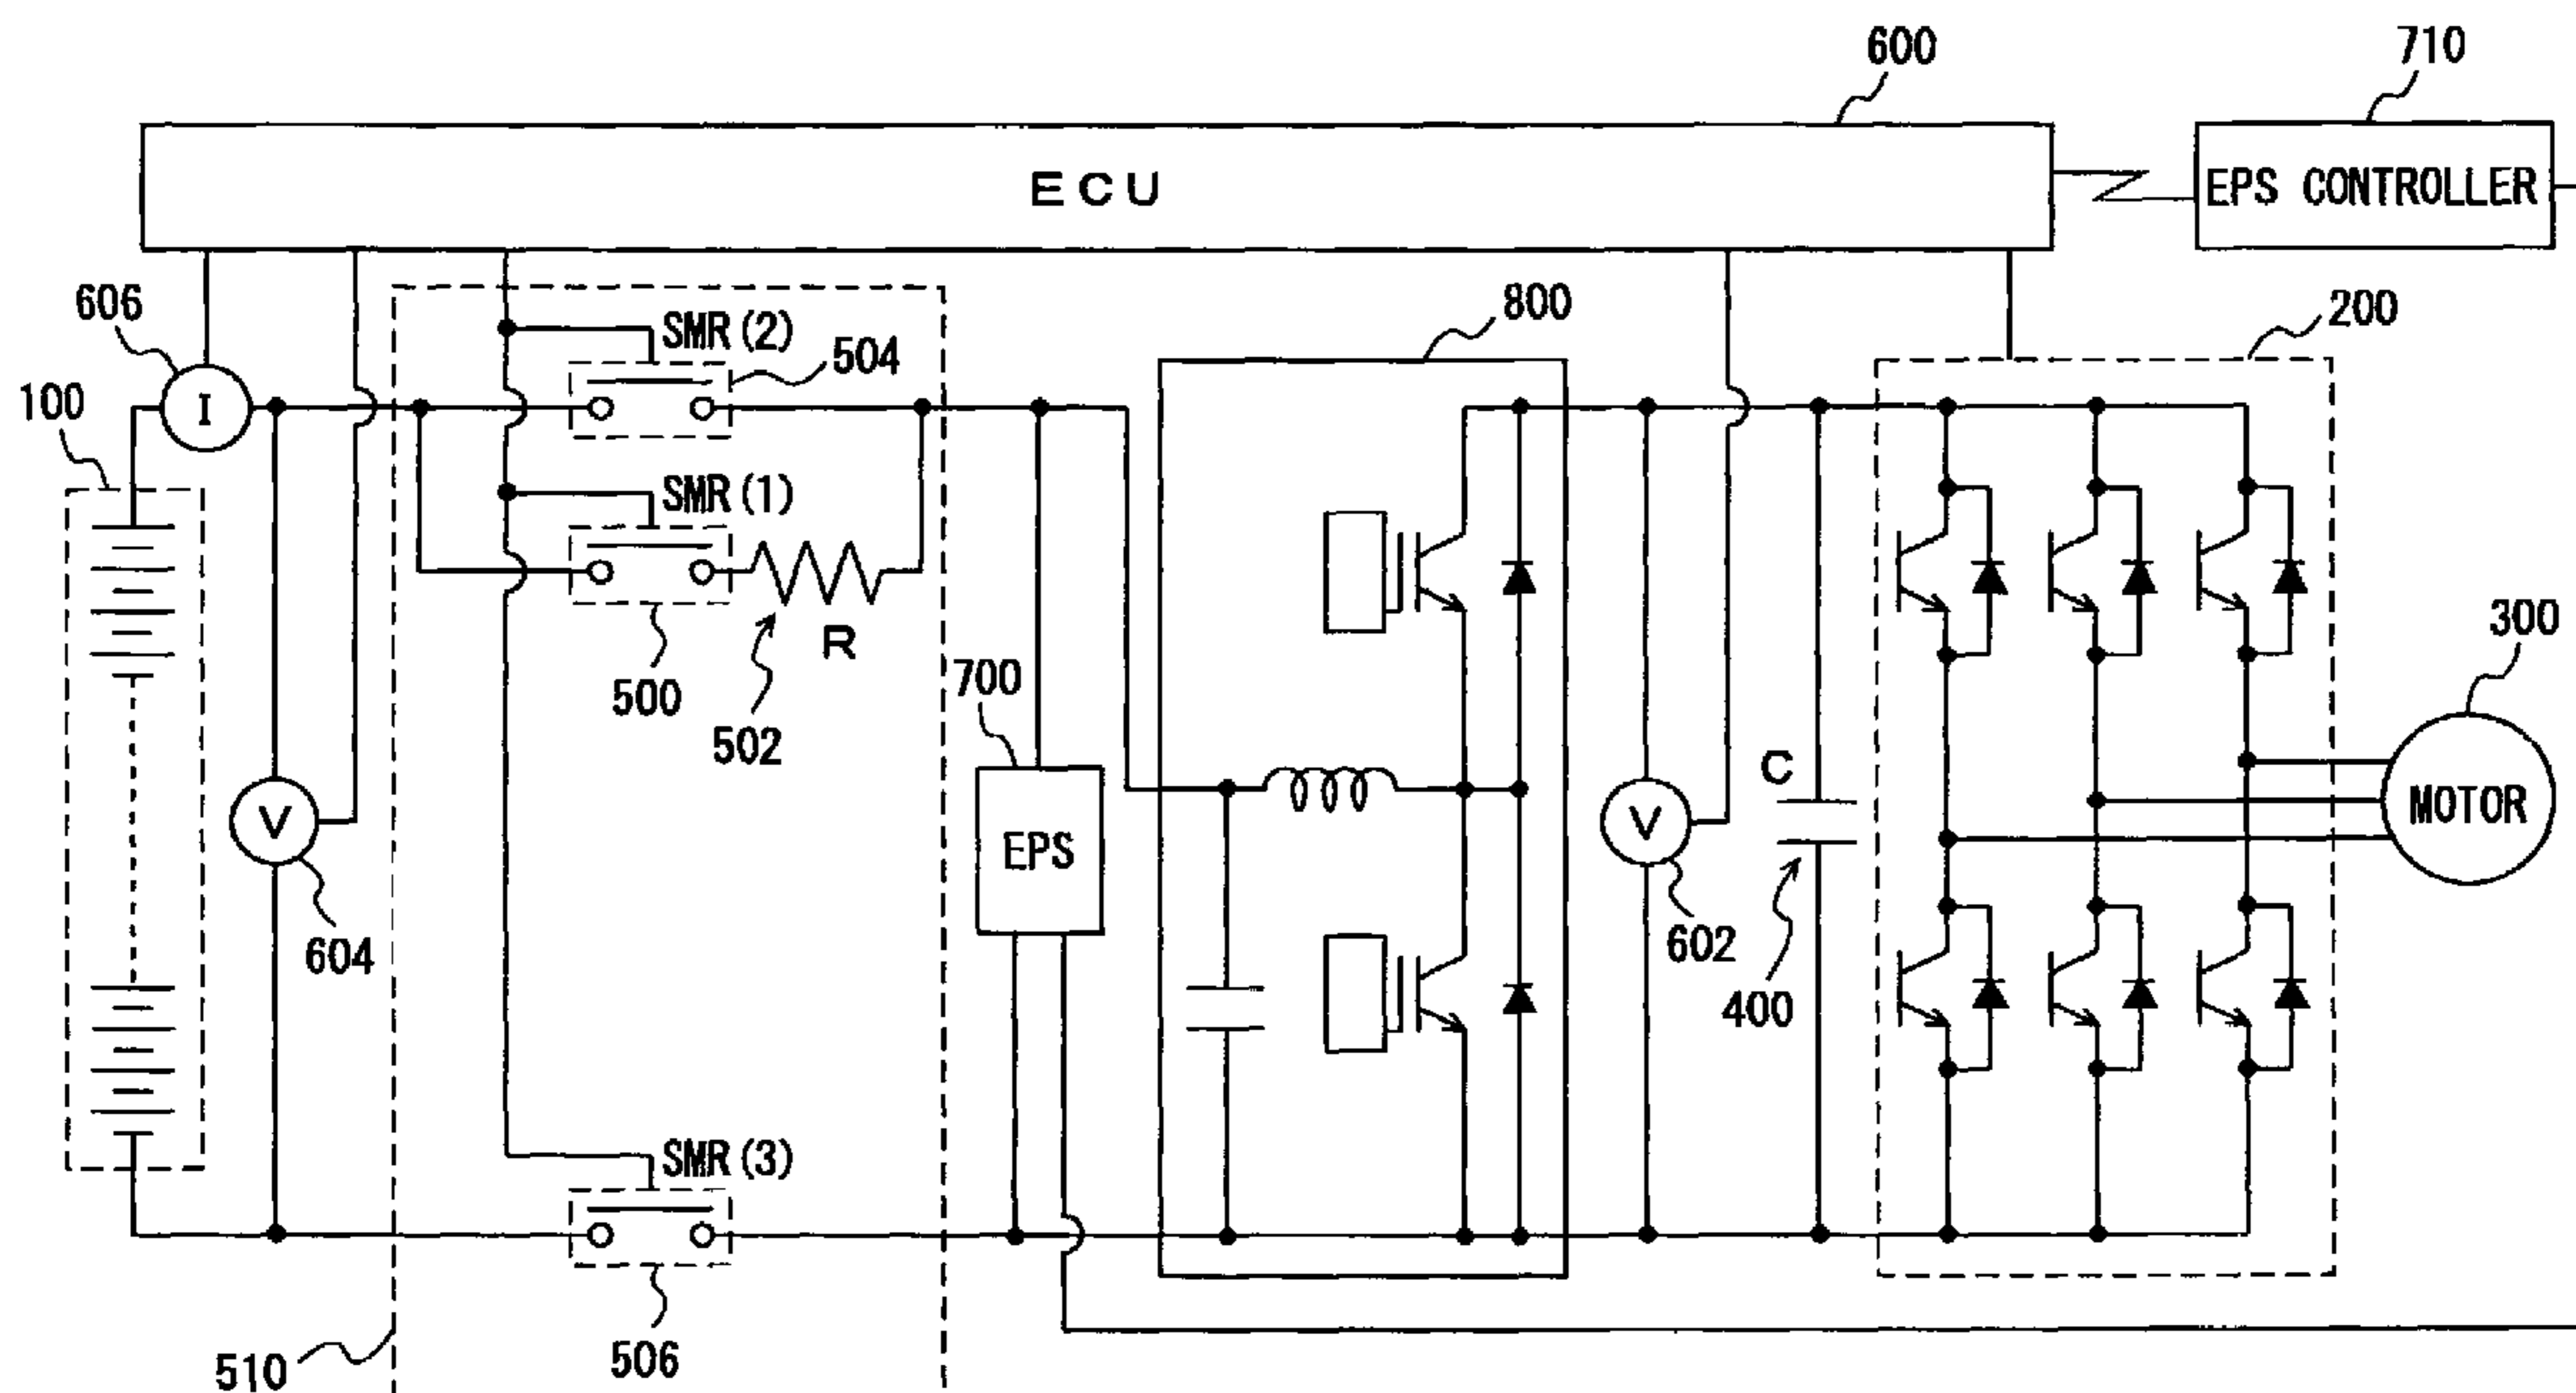 600
710
ECU
EPS CONTROLLER
606
SMR(2)
504
800
200
100
I
SMR(1)
500
502
R
700
300
V
604
EPS
C
V
602
400
MOTOR
SMR(3)
506
510